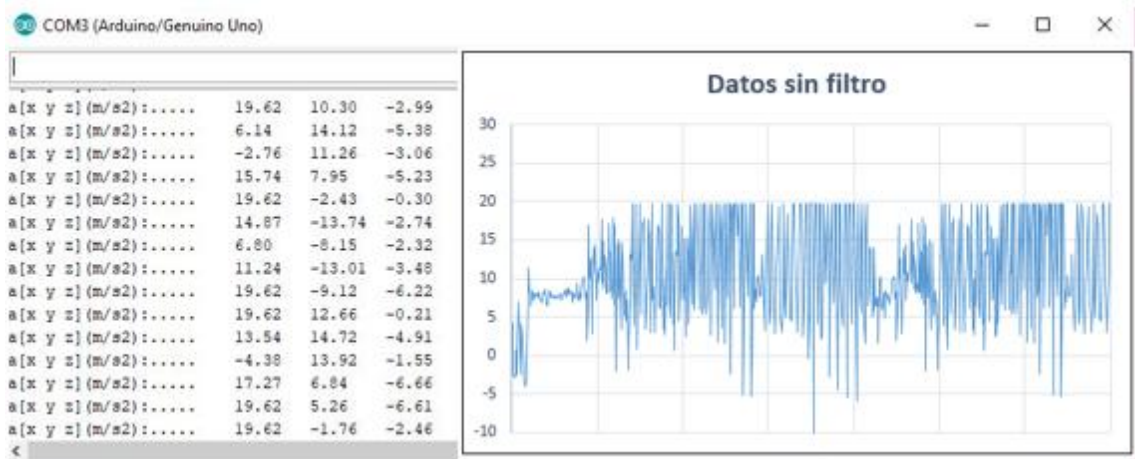 COM3 (Arduino/Genuino Uno)
a[x y z](m/s2):..... 19.62 10.30 -2.99
a[x y z](m/s2):..... 6.14 14.12 -5.38
a[x y z](m/s2):..... -2.76 11.26 -3.06
a[x y z](m/s2):..... 15.74 7.95 -5.23
a[x y z](m/s2):..... 19.62 -2.43 -0.30
a[x y z](m/s2):..... 14.87 -13.74 -2.74
a[x y z](m/s2):..... 6.80 -8.15 -2.32
a[x y z](m/s2):..... 11.24 -13.01 -3.48
a[x y z](m/s2):..... 19.62 -9.12 -6.22
a[x y z](m/s2):..... 19.62 12.66 -0.21
a[x y z](m/s2):..... 13.54 14.72 -4.91
a[x y z](m/s2):..... -4.38 13.92 -1.55
a[x y z](m/s2):..... 17.27 6.84 -6.66
a[x y z](m/s2):..... 19.62 5.26 -6.61
a[x y z](m/s2):..... 19.62 -1.76 -2.46
Datos sin filtro
30
25
20
15
10
5
0
-5
-10